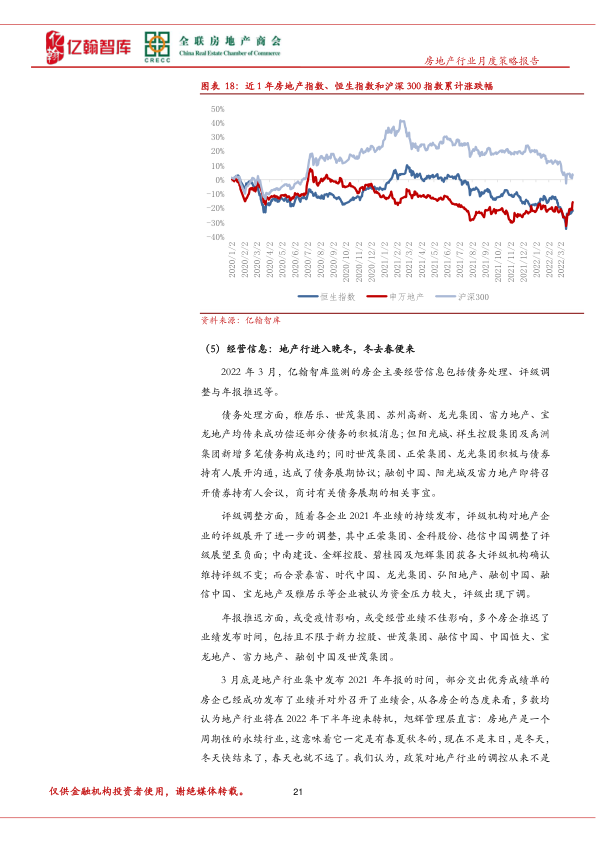 亿翰智库
CRECC
全联房地产商会
China Real Estate Chamber of Commerce
房地产行业月度策略报告
图表 18：近 1 年房地产指数、恒生指数和沪深 300 指数累计涨跌幅
50%
40%
30%
20%
10%
0%
-10%
-20%
-30%
-40%
2020/1/2
2020/2/2
2020/3/2
2020/4/2
2020/5/2
2020/6/2
2020/7/2
2020/8/2
2020/9/2
2020/10/2
2020/11/2
2020/12/2
2021/1/2
2021/2/2
2021/3/2
2021/4/2
2021/5/2
2021/6/2
2021/7/2
2021/8/2
2021/9/2
2021/10/2
2021/11/2
2021/12/2
2022/1/2
2022/2/2
2022/3/2
恒生指数 申万地产 沪深300
资料来源：亿翰智库
（5）经营信息：地产行进入晚冬，冬去春便来
2022 年 3 月，亿翰智库监测的房企主要经营信息包括债务处理、评级调
整与年报推迟等。
债务处理方面，雅居乐、世茂集团、苏州高新、龙光集团、富力地产、宝
龙地产均传来成功偿还部分债务的积极消息；但阳光城、祥生控股集团及高洲
集团新增多笔债务构成违约；同时世茂集团、正荣集团、龙光集团积极与债券
持有人展开沟通，达成了债务展期协议；融创中国、阳光城及富力地产即将召
开债券持有人会议，商讨有关债务展期的相关事宜。
评级调整方面，随着各企业 2021 年业绩的持续发布，评级机构对地产企
业的评级展开了进一步的调整，其中正荣集团、金科股份、德信中国调整了评
级展望至负面；中南建设、金辉控股、碧桂园及旭辉集团获各大评级机构确认
维持评级不变；而合景泰富、时代中国、龙光集团、弘阳地产、融创中国、融
信中国、宝龙地产及雅居乐等企业被认为资金压力较大，评级出现下调。
年报推迟方面，或受疫情影响，或受经营业绩不佳影响，多个房企推迟了
业绩发布时间，包括且不限于新力控股、世茂集团、融信中国、中国恒大、宝
龙地产、富力地产、融创中国及世茂集团。
3 月底是地产行业集中发布 2021 年年报的时间，部分交出优秀成绩单的
房企已经成功发布了业绩并对外召开了业绩会，从各房企的态度来看，多数均
认为地产行业将在 2022 年下半年迎来转机，旭辉管理层直言：房地产是一个
周期性的永续行业，这意味着它一定是有春夏秋冬的，现在不是末日，是冬天，
冬天快结束了，春天也就不远了。我们认为，政策对地产行业的调控从来不是
仅供金融机构投资者使用，谢绝媒体转载。
21